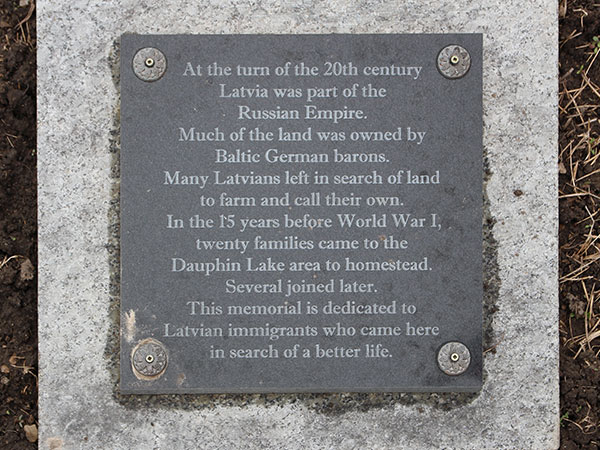 At the turn of the 20th century
Latvia was part of the
Russian Empire.
Much of the land was owned by
Baltic German barons.
Many Latvians left in search of land
to farm and call their own.
In the 15 years before World War I,
twenty families came to the
Dauphin Lake area to homestead.
Several joined later.
This memorial is dedicated to
Latvian immigrants who came here
in search of a better life.